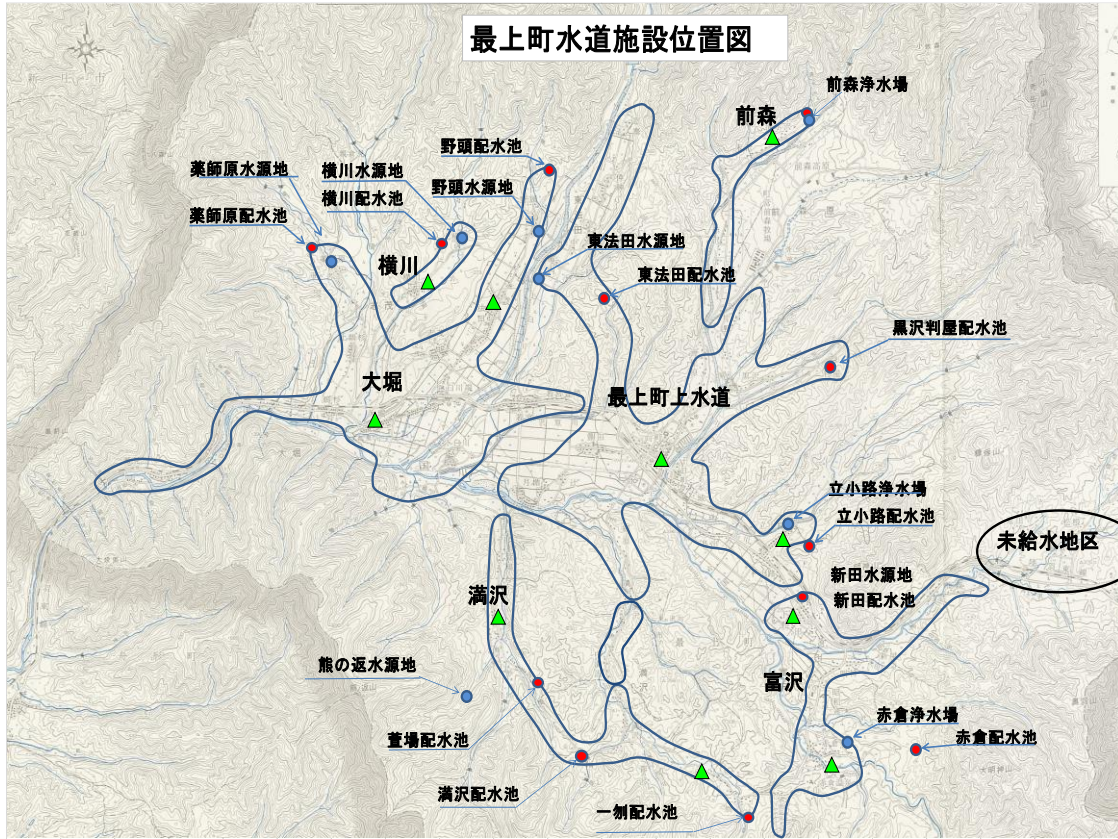 最上町水道施設位置図
前森浄水場
前森
野頭配水池
薬師原水源地
横川水源地
横川配水池
野頭水源地
薬師原配水池
東法田水源地
横川
東法田配水池
黒沢判屋配水池
大堀
最上町上水道
立小路浄水場
立小路配水池
未給水地区
新田水源地
新田配水池
満沢
熊の返水源地
富沢
赤倉浄水場
赤倉配水池
萱場配水池
満沢配水池
一刎配水池